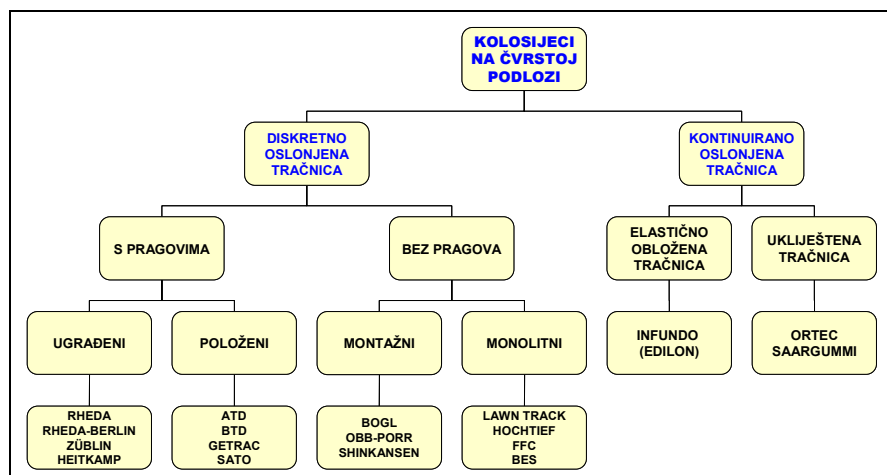 KOLOSIJECI
NA ČVRSTOJ
PODLOZI
DISKRETNO
OSLONJENA
TRAČNICA
KONTINUIRANO
OSLONJENA
TRAČNICA
S PRAGOVIMA
BEZ PRAGOVA
ELASTIČNO
OBLOŽENA
TRAČNICA
UKLIJEŠTENA
TRAČNICA
UGRAĐENI
POLOŽENI
MONTAŽNI
MONOLITNI
INFUNDO
(EDILON)
ORTEC
SAARGUMMI
RHEDA
RHEDA-BERLIN
ZÜBLIN
HEITKAMP
ATD
BTD
GETRAC
SATO
BOGL
OBB-PORR
SHINKANSEN
LAWN TRACK
HOCHTIEF
FFC
BES